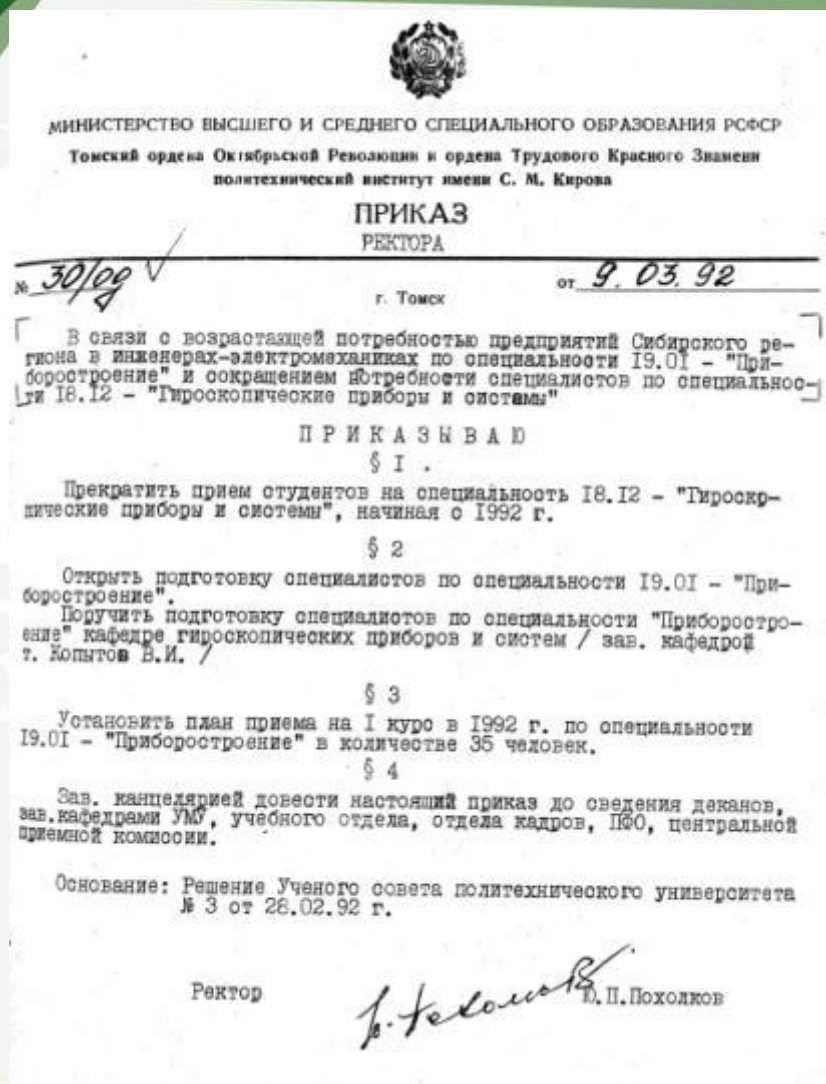 МИНИСТЕРСТВО ВЫСШЕГО И СРЕДНЕГО СПЕЦИАЛЬНОГО ОБРАЗОВАНИЯ РСФСР
Томский ордена Октябрьской Революции и ордена Трудового Красного Знамени
политехнический институт имени С. М. Кирова
ПРИКАЗ
РЕКТОРА
№ 30/од
от 9.03.92
г. Томск
В связи с возрастающей потребностью предприятий Сибирского ре-
гиона в инженерах-электромеханиках по специальности 19.01 - "При-
боростроение" и сокращением потребности специалистов по специальнос-
ти 18.12 - "Гироскопические приборы и системы"
ПРИКАЗЫВАЮ
§ I .
Прекратить прием студентов на специальность 18.12 - "Гироско-
пические приборы и системы", начиная с 1992 г.
§ 2
Открыть подготовку специалистов по специальности 19.01 - "При-
боростроение".
Поручить подготовку специалистов по специальности "Приборостро-
ение" кафедре гироскопических приборов и систем / зав. кафедрой
т. Копытов В.И. /
§ 3
Установить план приема на I курс в 1992 г. по специальности
19.01 - "Приборостроение" в количестве 35 человек.
§ 4
Зав. канцелярией довести настоящий приказ до сведения деканов,
зав.кафедрами УМУ, учебного отдела, отдела кадров, ПФО, центральной
приемной комиссии.
Основание: Решение Ученого совета политехнического университета
№ 3 от 28.02.92 г.
Ректор
Ю.П.Похолков